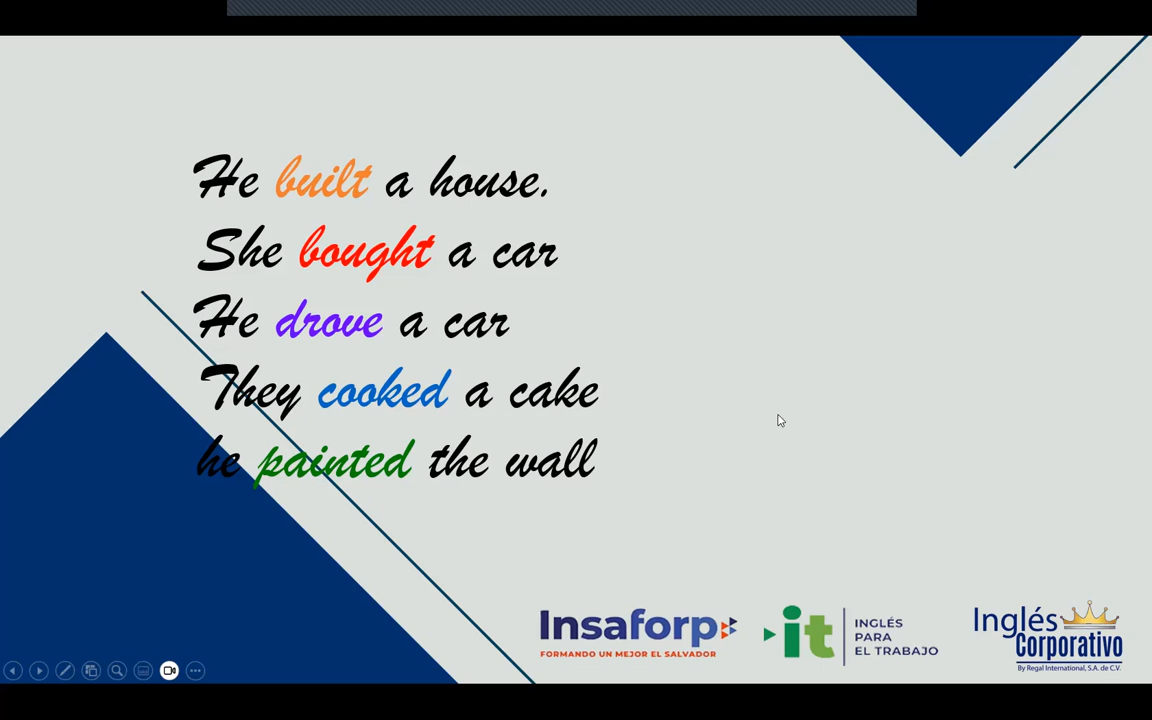 He built a house.
She bought a car
He drove a car
They cooked a cake
he painted the wall
Insaforp
FORMANDO UN MEJOR EL SALVADOR
it
INGLÉS
PARA
EL TRABAJO
Inglés
Corporativo
By Regal International, S.A. de C.V.